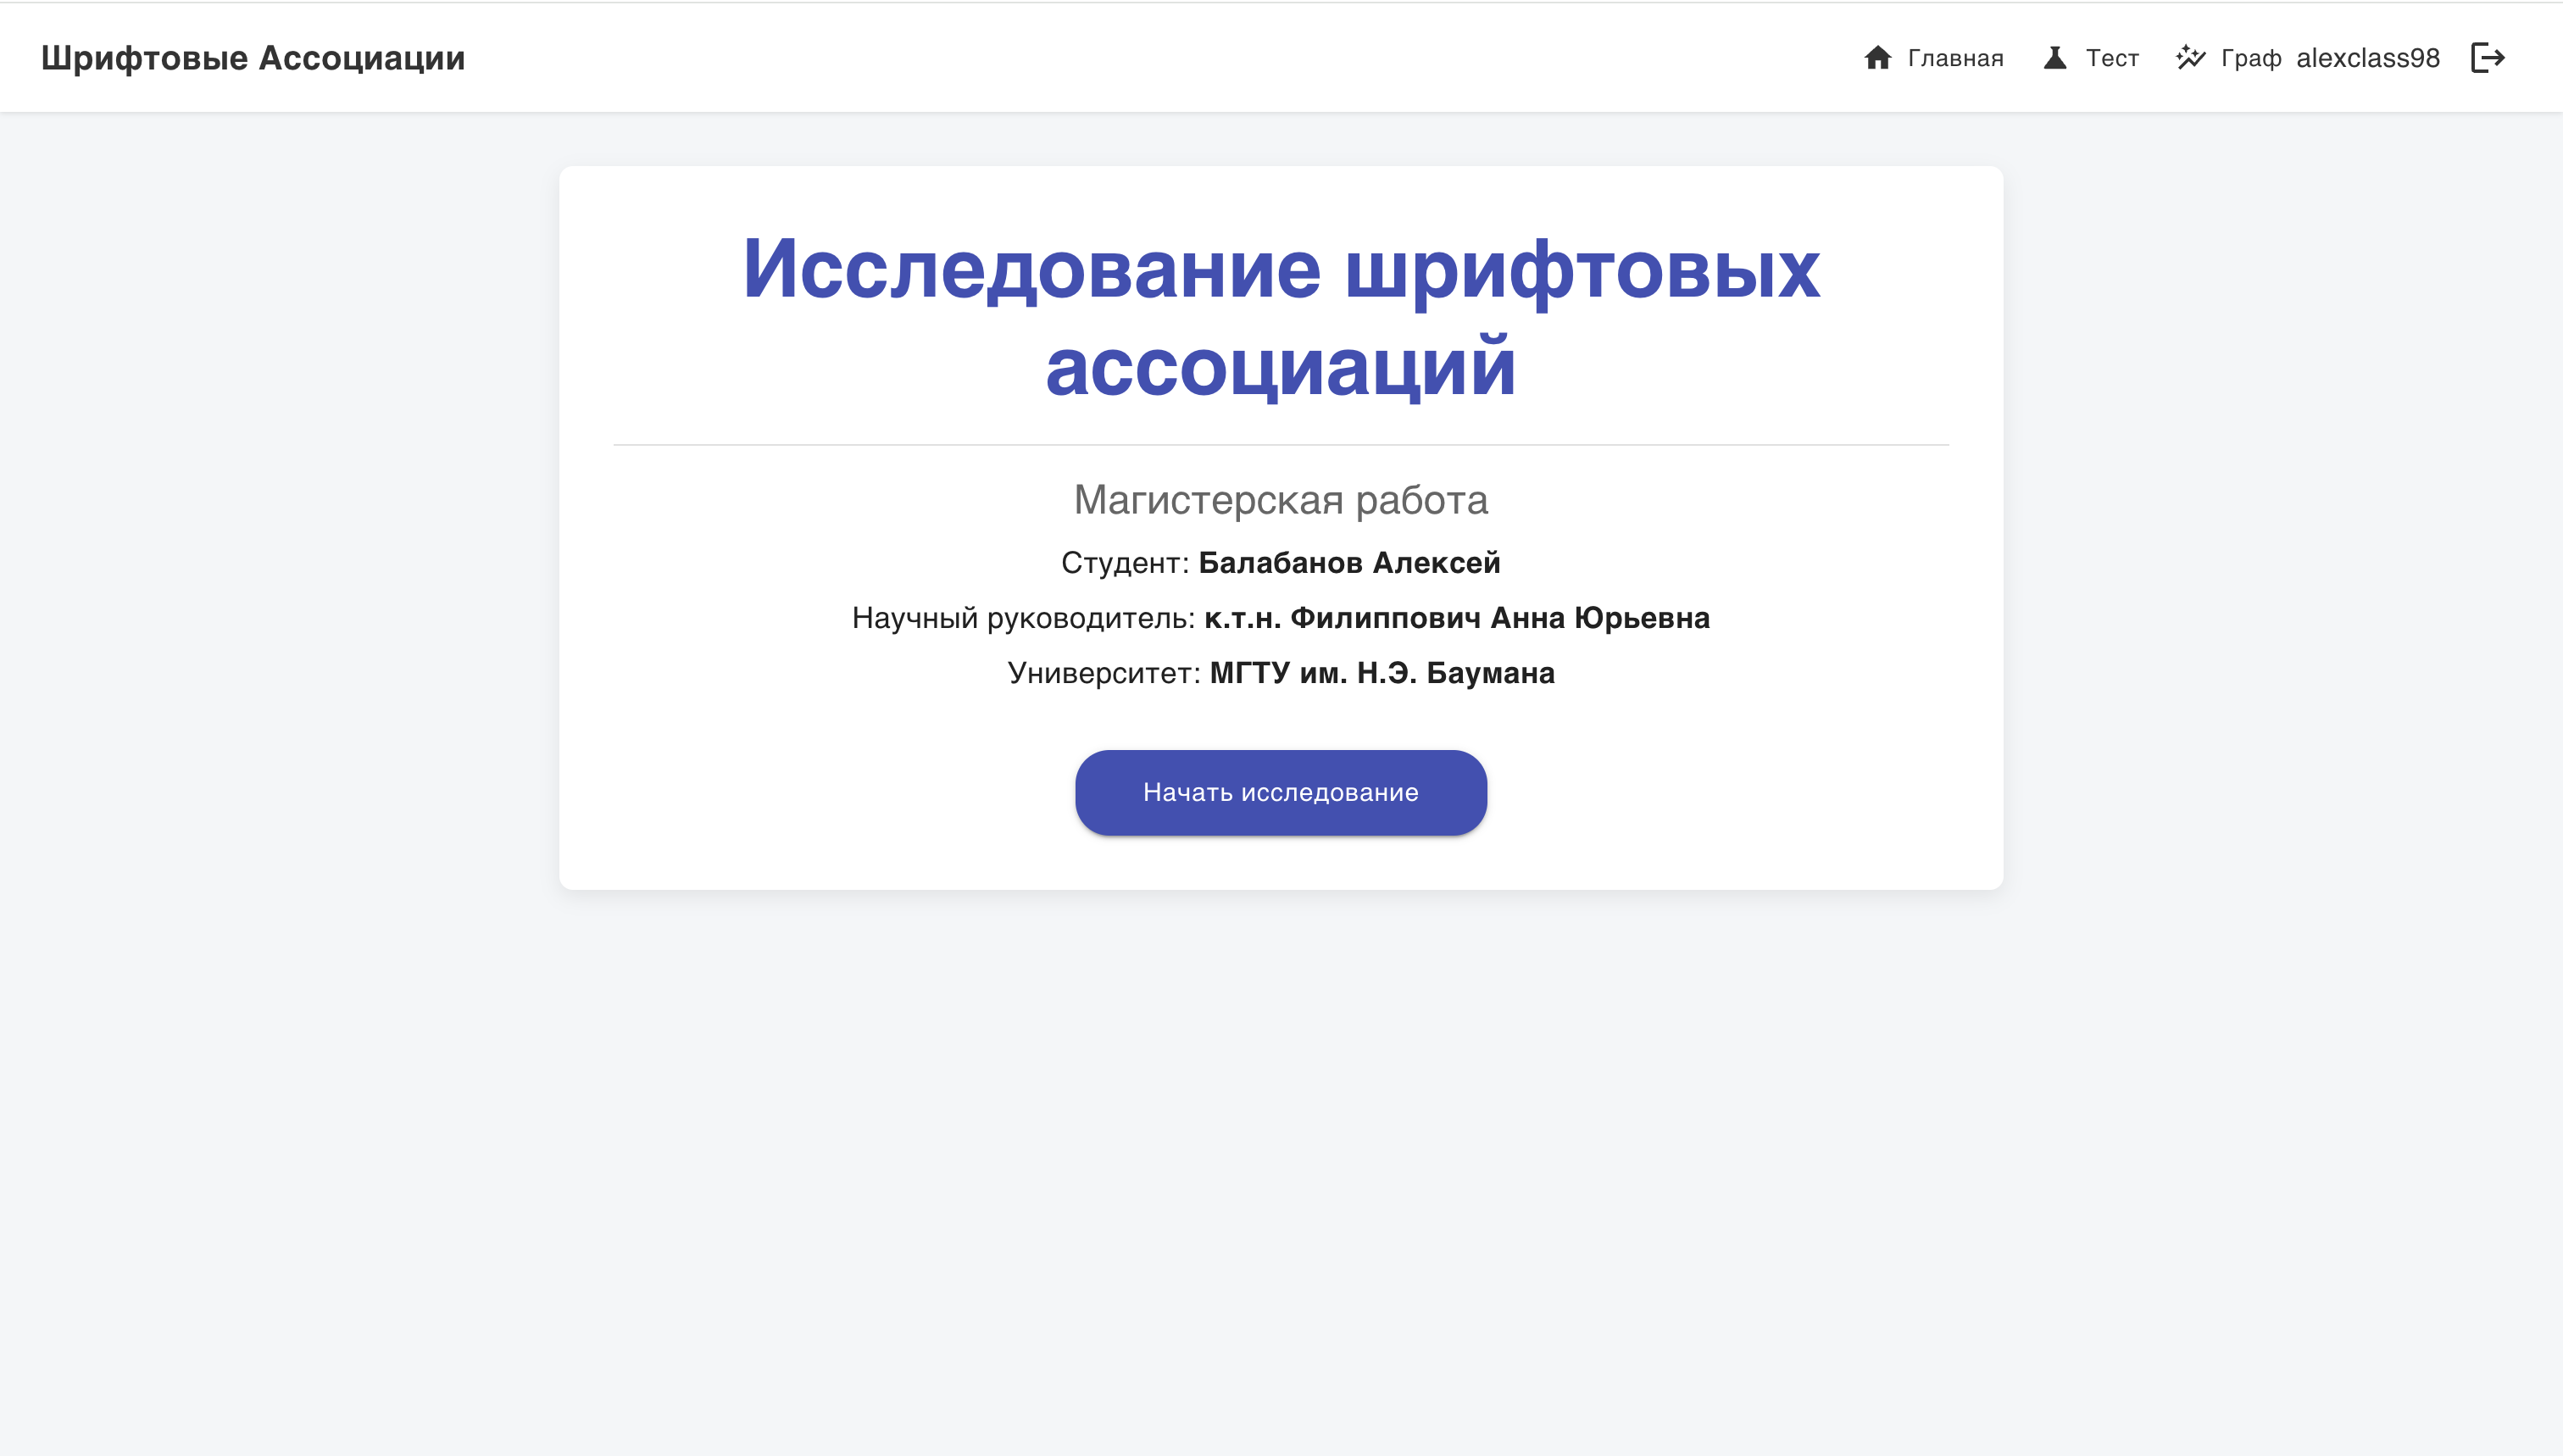 Шрифтовые Ассоциации
Главная Тест Граф alexclass98
Исследование шрифтовых
ассоциаций
Магистерская работа
Студент: Балабанов Алексей
Научный руководитель: к.т.н. Филиппович Анна Юрьевна
Университет: МГТУ им. Н.Э. Баумана
Начать исследование